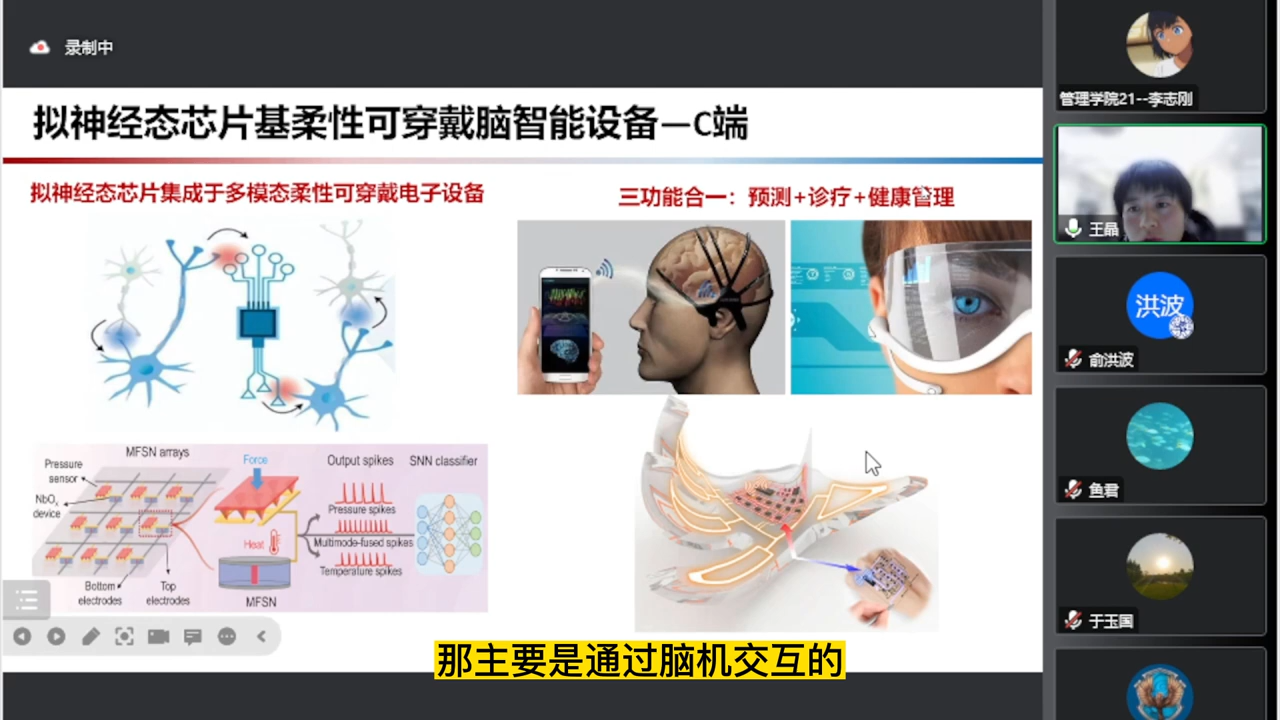 录制中
拟神经态芯片基柔性可穿戴脑智能设备—C端
拟神经态芯片集成于多模态柔性可穿戴电子设备
三功能合一：预测+诊疗+健康管理
MFSN arrays
Pressure
sensor
NbOx
device
Bottom
electrodes
Top
electrodes
Force
Heat
MFSN
Output spikes
Pressure spikes
Multimode-fused spikes
Temperature spikes
SNN classifier
那主要是通过脑机交互的
管理学院21--李志刚
王晶
洪波
俞洪波
鱼君
于玉国